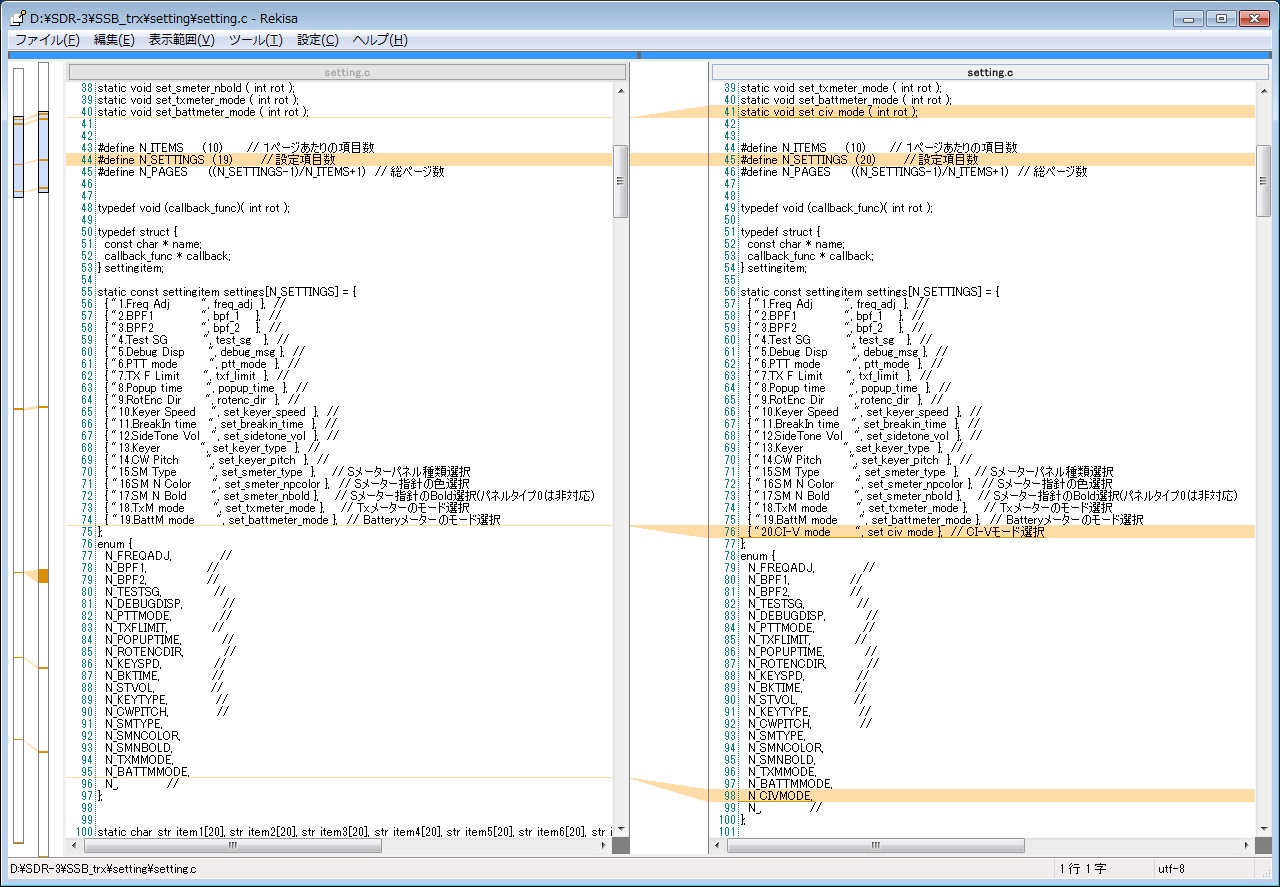 D:¥SDR-3¥SSB_trx¥setting¥setting.c - Rekisa
ファイル(F) 編集(E) 表示範囲(V) ツール(T) 設定(C) ヘルプ(H)
setting.c
38 static void set_smeter_nbold ( int rot );
39 static void set_txmeter_mode ( int rot );
40 static void set_battmeter_mode ( int rot );
41
42
43 #define N_ITEMS (10) // 1ページあたりの項目数
44 #define N_SETTINGS (19) // 設定項目数
45 #define N_PAGES ((N_SETTINGS-1)/N_ITEMS+1) // 総ページ数
46
47
48 typedef void (callback_func)( int rot );
49
50 typedef struct {
51 const char * name;
52 callback_func * callback;
53 } settingitem;
54
55 static const settingitem settings[N_SETTINGS] = {
56 { "1.Freq Adj ", freq_adj }, //
57 { "2.BPF1 ", bpf_1 }, //
58 { "3.BPF2 ", bpf_2 }, //
59 { "4.Test SG ", test_sg }, //
60 { "5.Debug Disp ", debug_msg }, //
61 { "6.PTT mode ", ptt_mode }, //
62 { "7.TX F Limit ", txf_limit }, //
63 { "8.Popup time ", popup_time }, //
64 { "9.RotEnc Dir ", rotenc_dir }, //
65 { "10.Keyer Speed ", set_keyer_speed }, //
66 { "11.BreakIn time ", set_breakin_time }, //
67 { "12.SideTone Vol ", set_sidetone_vol }, //
68 { "13.Keyer ", set_keyer_type }, //
69 { "14.CW Pitch ", set_keyer_pitch }, //
70 { "15.SM Type ", set_smeter_type }, // Sメーターパネル種類選択
71 { "16.SM N Color ", set_smeter_npcolor }, // Sメーター指針の色選択
72 { "17.SM N Bold ", set_smeter_nbold }, // Sメーター指針のBold選択(パネルタイプ0は非対応)
73 { "18.TxM mode ", set_txmeter_mode }, // Txメーターのモード選択
74 { "19.BattM mode ", set_battmeter_mode }, // Batteryメーターのモード選択
75 };
76 enum {
77 N_FREQADJ, //
78 N_BPF1, //
79 N_BPF2, //
80 N_TESTSG, //
81 N_DEBUGDISP, //
82 N_PTTMODE, //
83 N_TXFLIMIT, //
84 N_POPUPTIME, //
85 N_ROTENCDIR, //
86 N_KEYSPD, //
87 N_BKTIME, //
88 N_STVOL, //
89 N_KEYTYPE, //
90 N_CWPITCH, //
91 N_SMTYPE,
92 N_SMNCOLOR,
93 N_SMNBOLD,
94 N_TXMMODE,
95 N_BATTMMODE,
96 N_, //
97 };
98
99
100 static char str_item1[20], str_item2[20], str_item3[20], str_item4[20], str_item5[20], str_item6[20], str_i
setting.c
39 static void set_txmeter_mode ( int rot );
40 static void set_battmeter_mode ( int rot );
41 static void set_civ_mode ( int rot );
42
43
43 #define N_ITEMS (10) // 1ページあたりの項目数
45 #define N_SETTINGS (20) // 設定項目数
46 #define N_PAGES ((N_SETTINGS-1)/N_ITEMS+1) // 総ページ数
47
48
49 typedef void (callback_func)( int rot );
50
51 typedef struct {
52 const char * name;
53 callback_func * callback;
54 } settingitem;
55
56 static const settingitem settings[N_SETTINGS] = {
57 { "1.Freq Adj ", freq_adj }, //
58 { "2.BPF1 ", bpf_1 }, //
59 { "3.BPF2 ", bpf_2 }, //
60 { "4.Test SG ", test_sg }, //
61 { "5.Debug Disp ", debug_msg }, //
62 { "6.PTT mode ", ptt_mode }, //
63 { "7.TX F Limit ", txf_limit }, //
64 { "8.Popup time ", popup_time }, //
65 { "9.RotEnc Dir ", rotenc_dir }, //
66 { "10.Keyer Speed ", set_keyer_speed }, //
67 { "11.BreakIn time ", set_breakin_time }, //
68 { "12.SideTone Vol ", set_sidetone_vol }, //
69 { "13.Keyer ", set_keyer_type }, //
70 { "14.CW Pitch ", set_keyer_pitch }, //
71 { "15.SM Type ", set_smeter_type }, // Sメーターパネル種類選択
72 { "16.SM N Color ", set_smeter_npcolor }, // Sメーター指針の色選択
73 { "17.SM N Bold ", set_smeter_nbold }, // Sメーター指針のBold選択(パネルタイプ0は非対応)
74 { "18.TxM mode ", set_txmeter_mode }, // Txメーターのモード選択
75 { "19.BattM mode ", set_battmeter_mode }, // Batteryメーターのモード選択
76 { "20.CI-V mode ", set_civ_mode }, // CI-Vモード選択
77 };
78 enum {
79 N_FREQADJ, //
80 N_BPF1, //
81 N_BPF2, //
82 N_TESTSG, //
83 N_DEBUGDISP, //
84 N_PTTMODE, //
85 N_TXFLIMIT, //
86 N_POPUPTIME, //
87 N_ROTENCDIR, //
88 N_KEYSPD, //
89 N_BKTIME, //
90 N_STVOL, //
91 N_KEYTYPE, //
92 N_CWPITCH, //
93 N_SMTYPE,
94 N_SMNCOLOR,
95 N_SMNBOLD,
96 N_TXMMODE,
97 N_BATTMMODE,
98 N_CIVMODE,
99 N_, //
100 };
101
D:¥SDR-3¥SSB_trx¥setting¥setting.c
1 行 1 字
utf-8